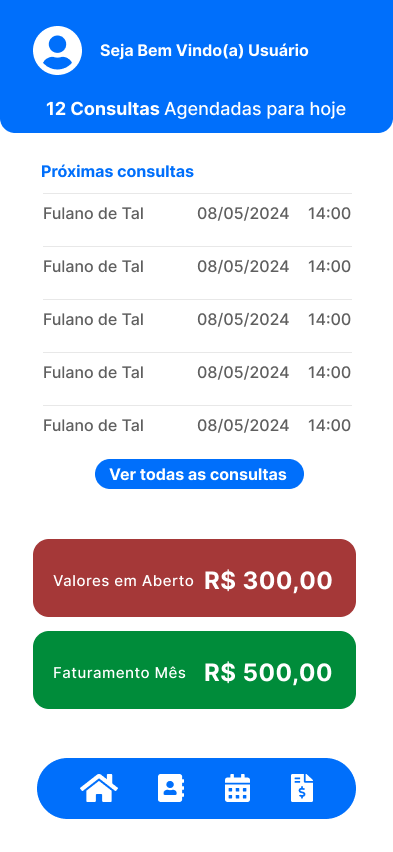 Seja Bem Vindo(a) Usuário
12 Consultas Agendadas para hoje
Próximas consultas
Fulano de Tal 08/05/2024 14:00
Fulano de Tal 08/05/2024 14:00
Fulano de Tal 08/05/2024 14:00
Fulano de Tal 08/05/2024 14:00
Fulano de Tal 08/05/2024 14:00
Ver todas as consultas
Valores em Aberto R$ 300,00
Faturamento Mês R$ 500,00